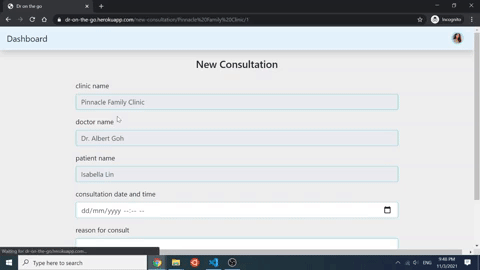 Dr on the go
dr-on-the-go.herokuapp.com/new-consultation/Pinnacle%20Family%20Clinic/1
Incognito
Dashboard
New Consultation
clinic name
Pinnacle Family Clinic
doctor name
Dr. Albert Goh
patient name
Isabella Lin
consultation date and time
dd/mm/yyyy --:-- --
reason for consult
Waiting for dr-on-the-go.herokuapp.com...
Type here to search
ENG
9:48 PM
11/3/2021